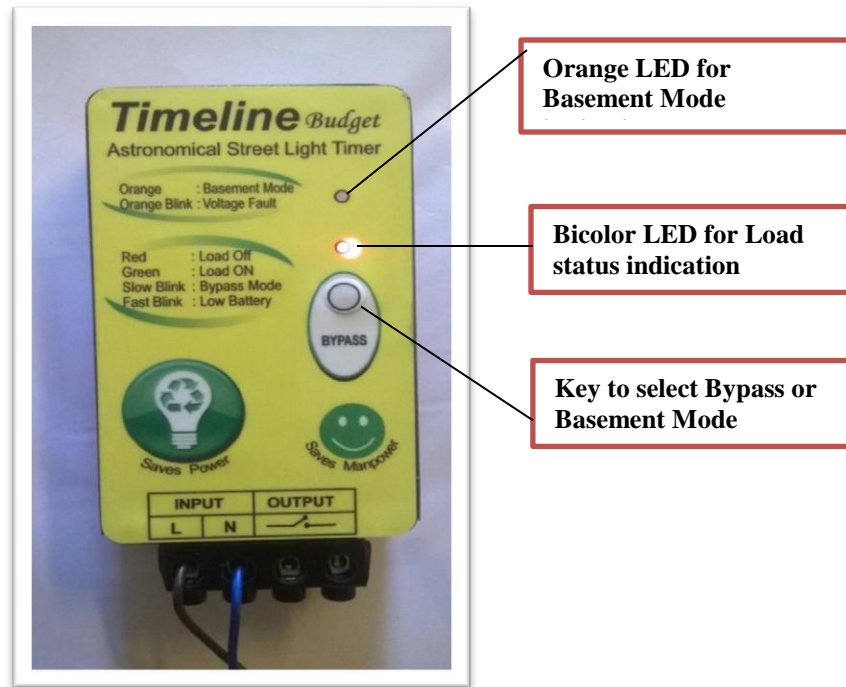 Timeline Budget
Astronomical Street Light Timer
Orange : Basement Mode
Orange Blink : Voltage Fault
Red : Load Off
Green : Load ON
Slow Blink : Bypass Mode
Fast Blink : Low Battery
BYPASS
Saves Power
Saves Manpower
INPUT OUTPUT
L N
Orange LED for
Basement Mode
Bicolor LED for Load
status indication
Key to select Bypass or
Basement Mode